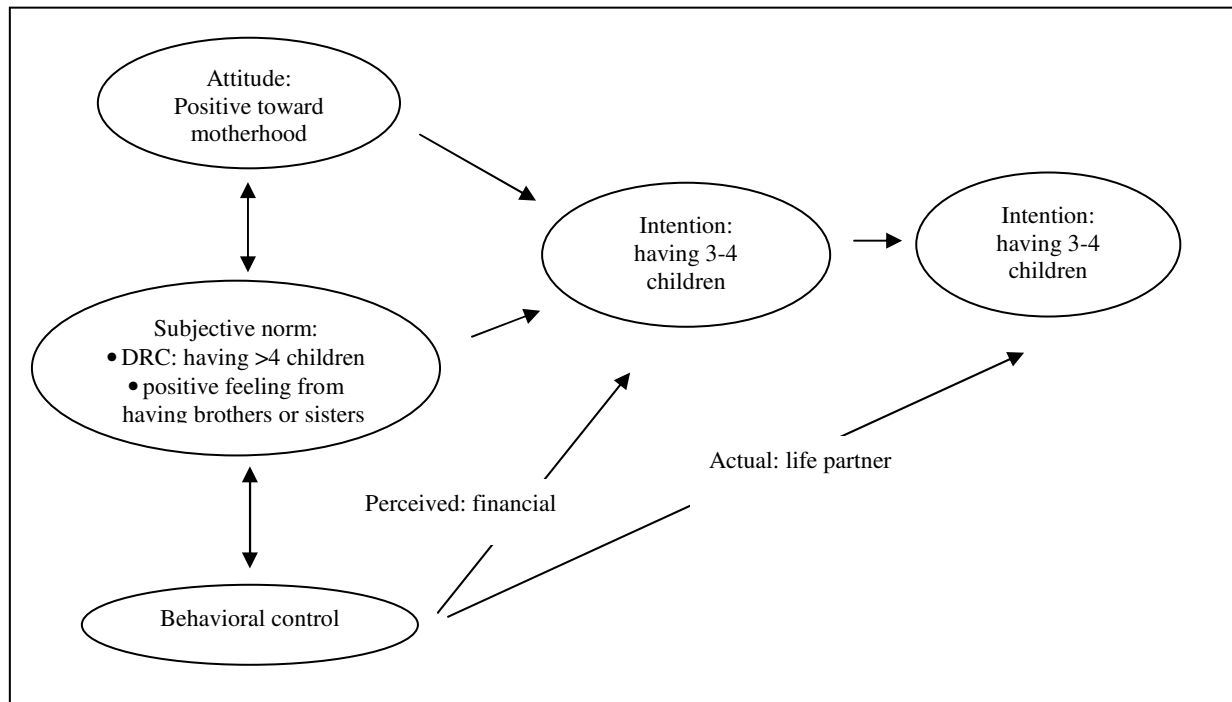 Attitude:
Positive toward
motherhood
Subjective norm:
• DRC: having >4 children
• positive feeling from
having brothers or sisters
Behavioral control
Intention:
having 3-4
children
Intention:
having 3-4
children
Perceived: financial
Actual: life partner